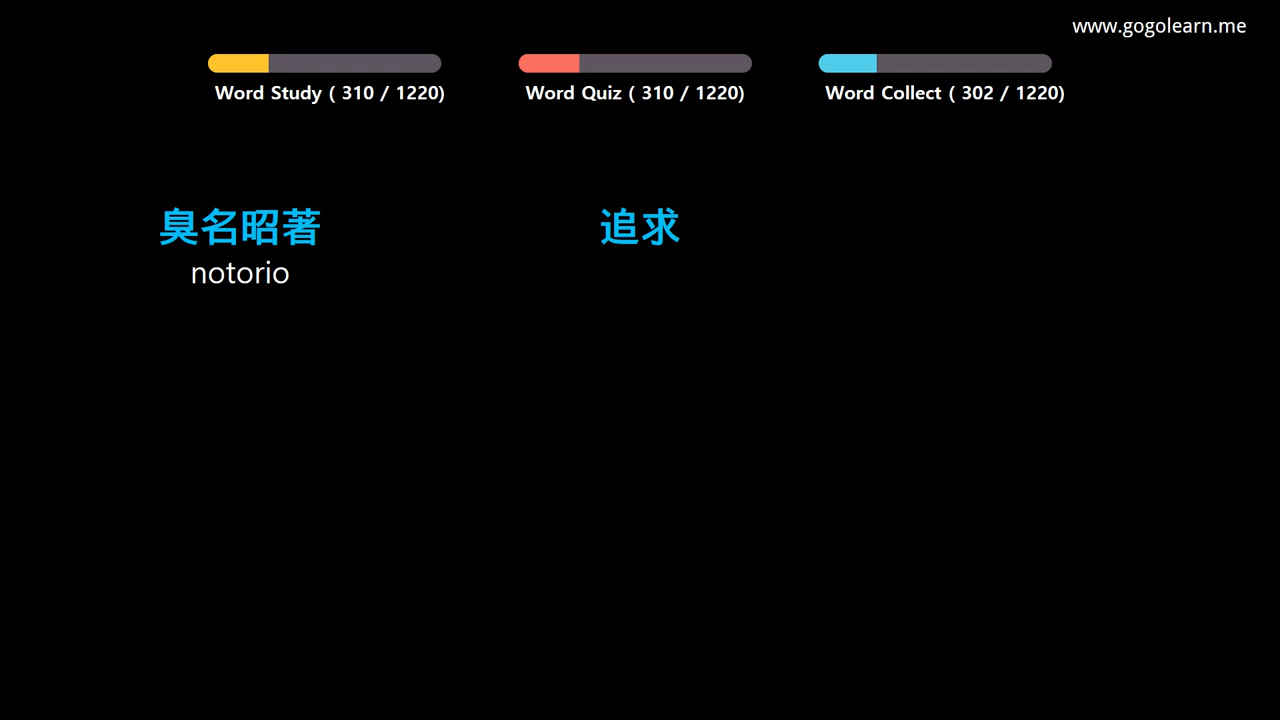 www.gogolearn.me
Word Study ( 310 / 1220)
Word Quiz ( 310 / 1220)
Word Collect ( 302 / 1220)
臭名昭著
notorio
追求